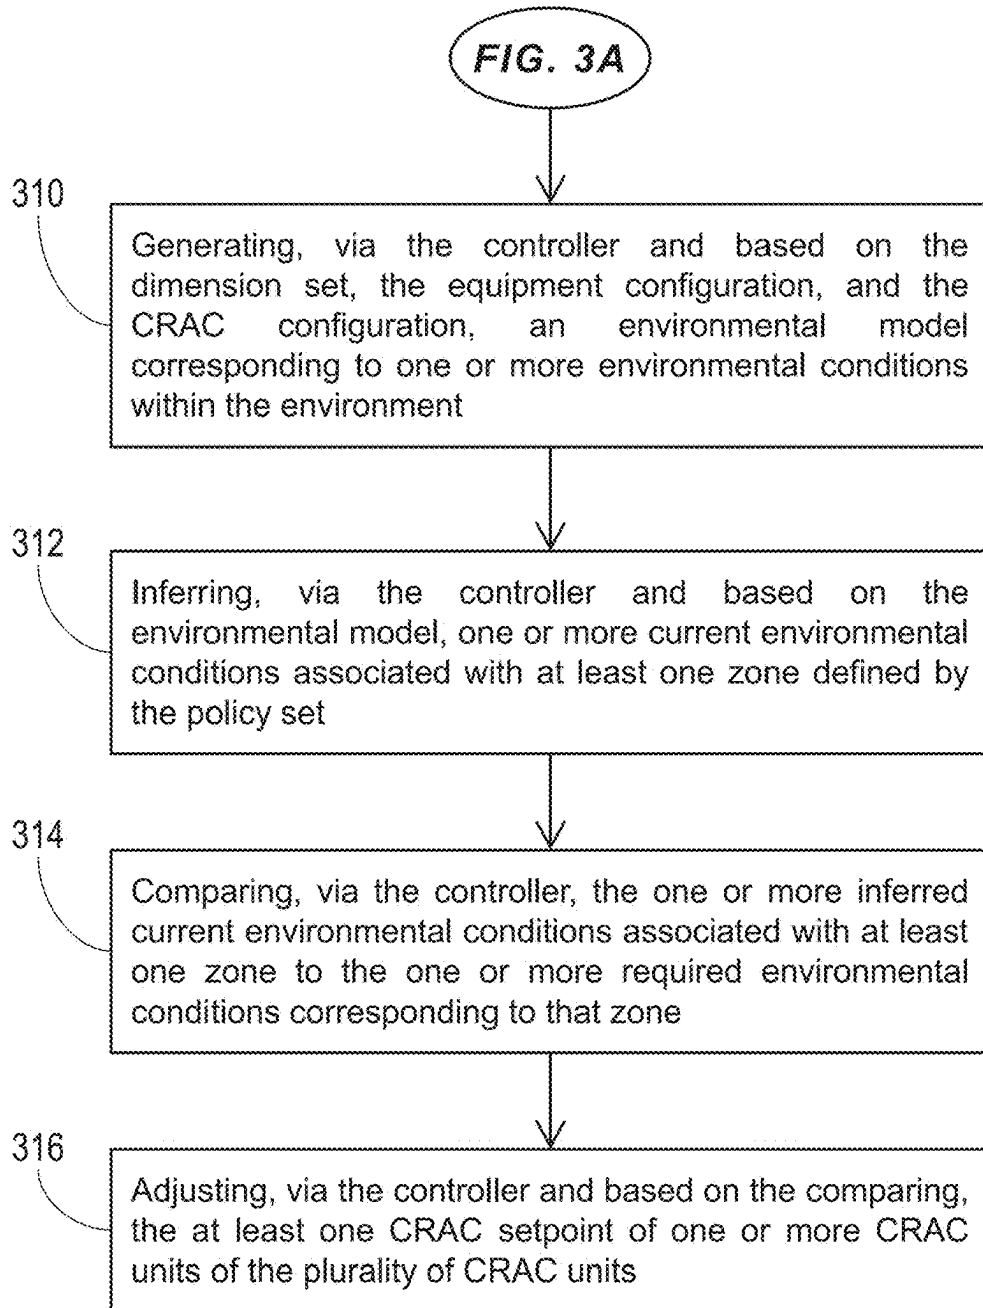 FIG. 3A
310
Generating, via the controller and based on the
dimension set, the equipment configuration, and the
CRAC configuration, an environmental model
corresponding to one or more environmental conditions
within the environment
312
Inferring, via the controller and based on the
environmental model, one or more current environmental
conditions associated with at least one zone defined by
the policy set
314
Comparing, via the controller, the one or more inferred
current environmental conditions associated with at least
one zone to the one or more required environmental
conditions corresponding to that zone
316
Adjusting, via the controller and based on the comparing,
the at least one CRAC setpoint of one or more CRAC
units of the plurality of CRAC units